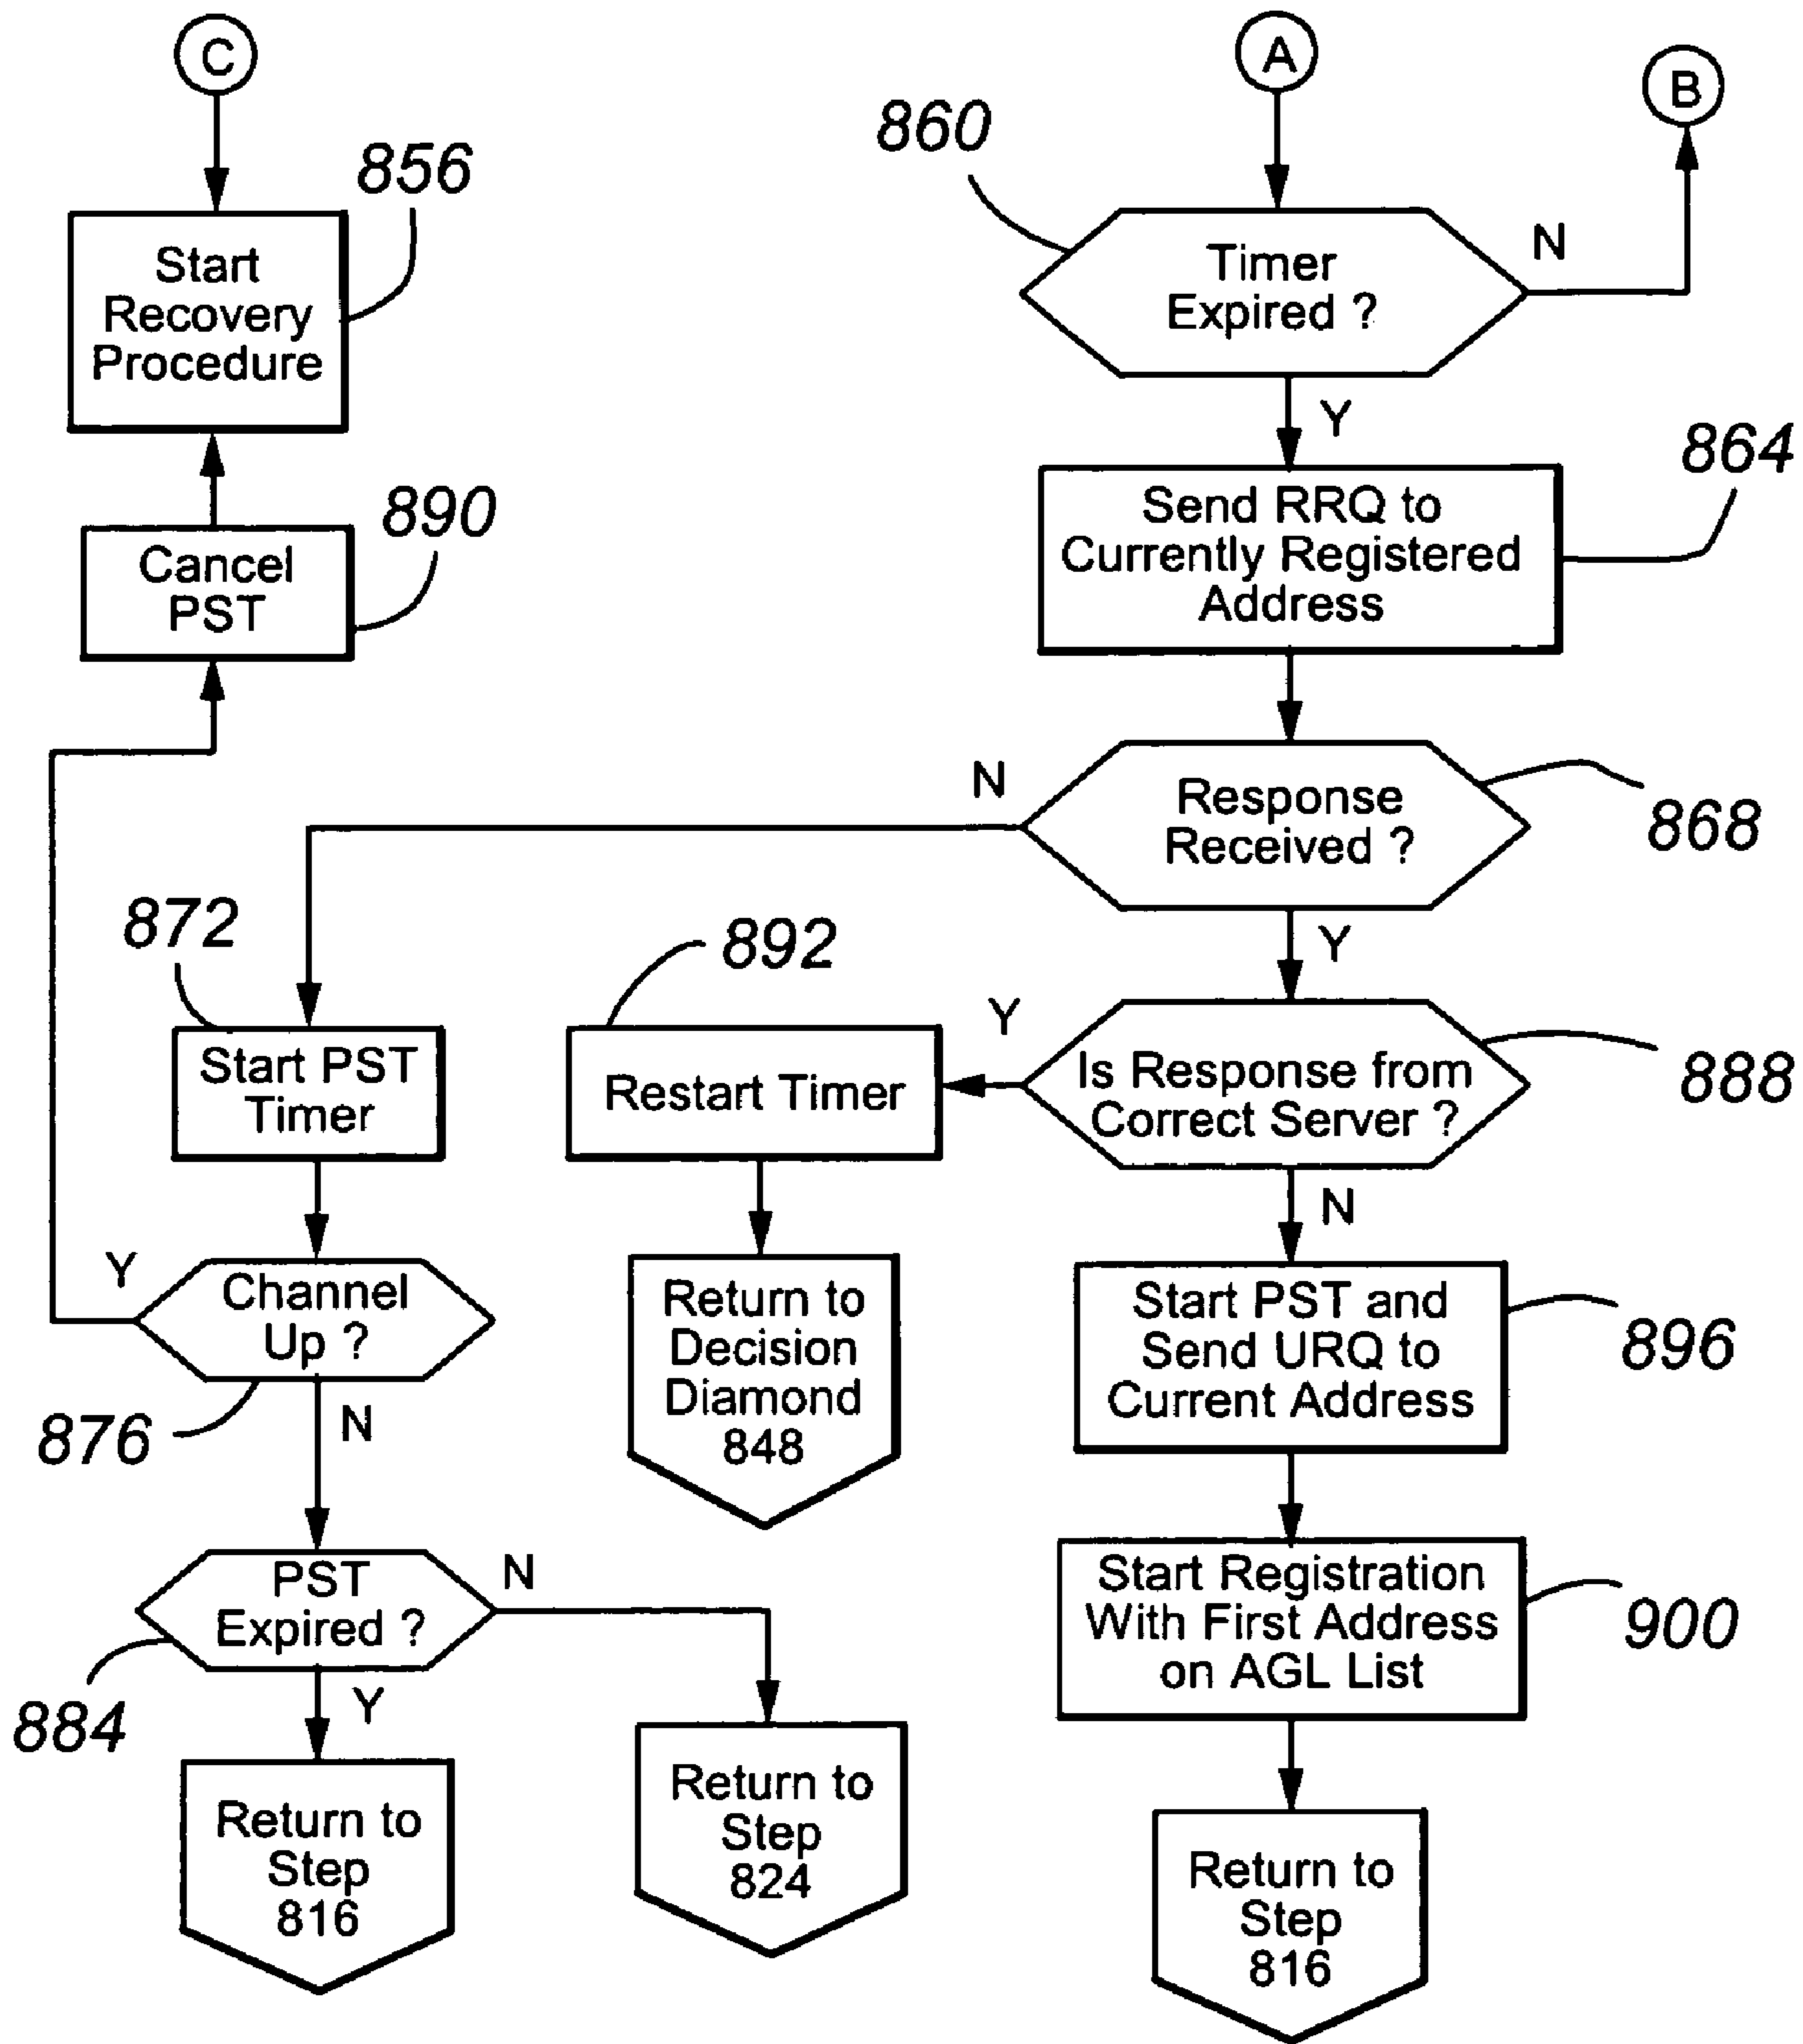 C
A
B
860
856
Start
Recovery
Procedure
Timer
Expired ?
N
Y
864
Send RRQ to
Currently Registered
Address
890
Cancel
PST
N
Response
Received ?
868
Y
872
892
Start PST
Timer
Restart Timer
Y
Is Response from
Correct Server ?
888
N
Y
Channel
Up ?
876
N
Return to
Decision
Diamond
848
Start PST and
Send URQ to
Current Address
896
PST
Expired ?
N
884
Y
Start Registration
With First Address
on AGL List
900
Return to
Step
816
Return to
Step
824
Return to
Step
816